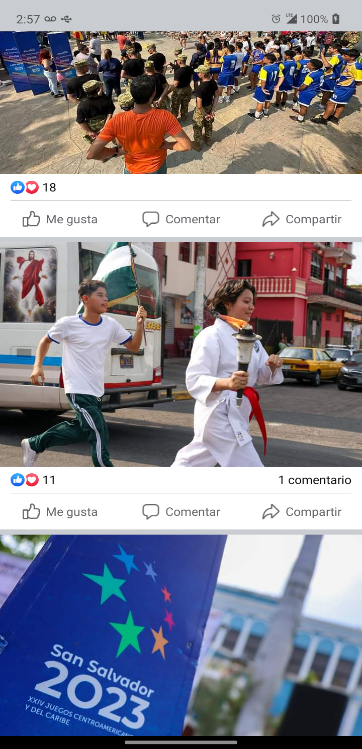 2:57 100%
18
Me gusta Comentar Compartir
11 1 comentario
Me gusta Comentar Compartir
San Salvador
2023
XXIV JUEGOS CENTROAMERICANOS
Y DEL CARIBE